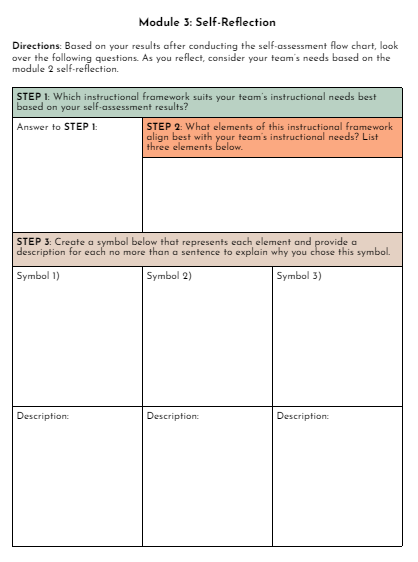 Module 3: Self-Reflection
Directions: Based on your results after conducting the self-assessment flow chart, look
over the following questions. As you reflect, consider your team's needs based on the
module 2 self-reflection.
STEP 1: Which instructional framework suits your team's instructional needs best
based on your self-assessment results?
Answer to STEP 1:
STEP 2: What elements of this instructional framework
align best with your team's instructional needs? List
three elements below.
STEP 3: Create a symbol below that represents each element and provide a
description for each no more than a sentence to explain why you chose this symbol.
Symbol 1)
Symbol 2)
Symbol 3)
Description:
Description:
Description: